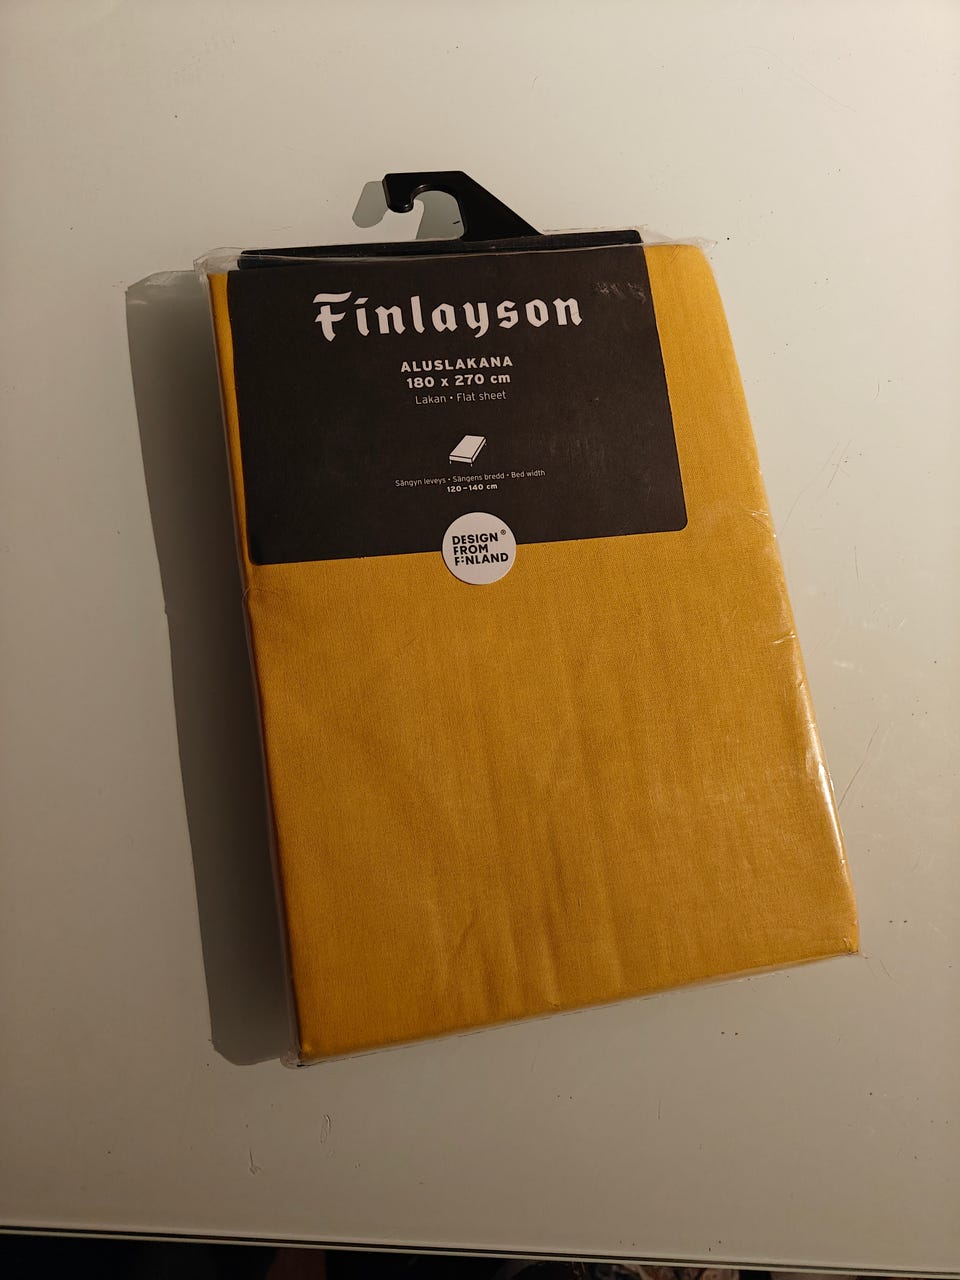 Finlayson
ALUSLAKANA
180 x 270 cm
Lakan • Flat sheet
Sängyn leveys • Sängens bredd • Bed width
120–140 cm
DESIGN®
FROM
FINLAND